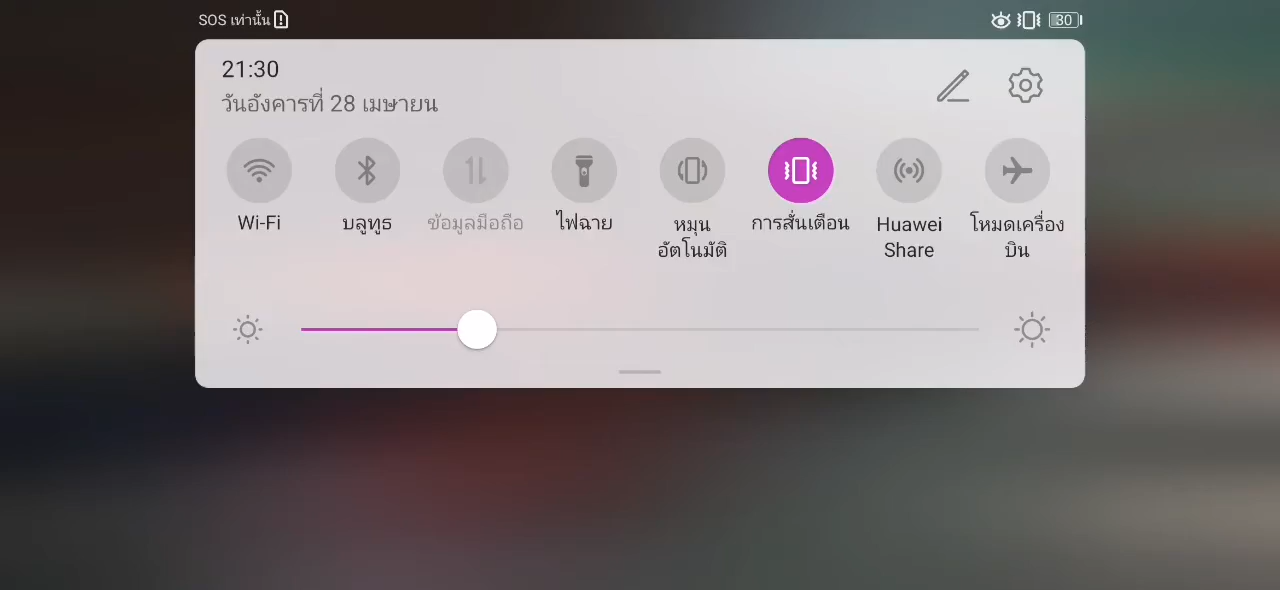 SOS เท่านั้น
30
21:30
วันอังคารที่ 28 เมษายน
Wi-Fi
บลูทูธ
ข้อมูลมือถือ
ไฟฉาย
หมุน
อัตโนมัติ
การสั่นเตือน
Huawei
Share
โหมดเครื่อง
บิน